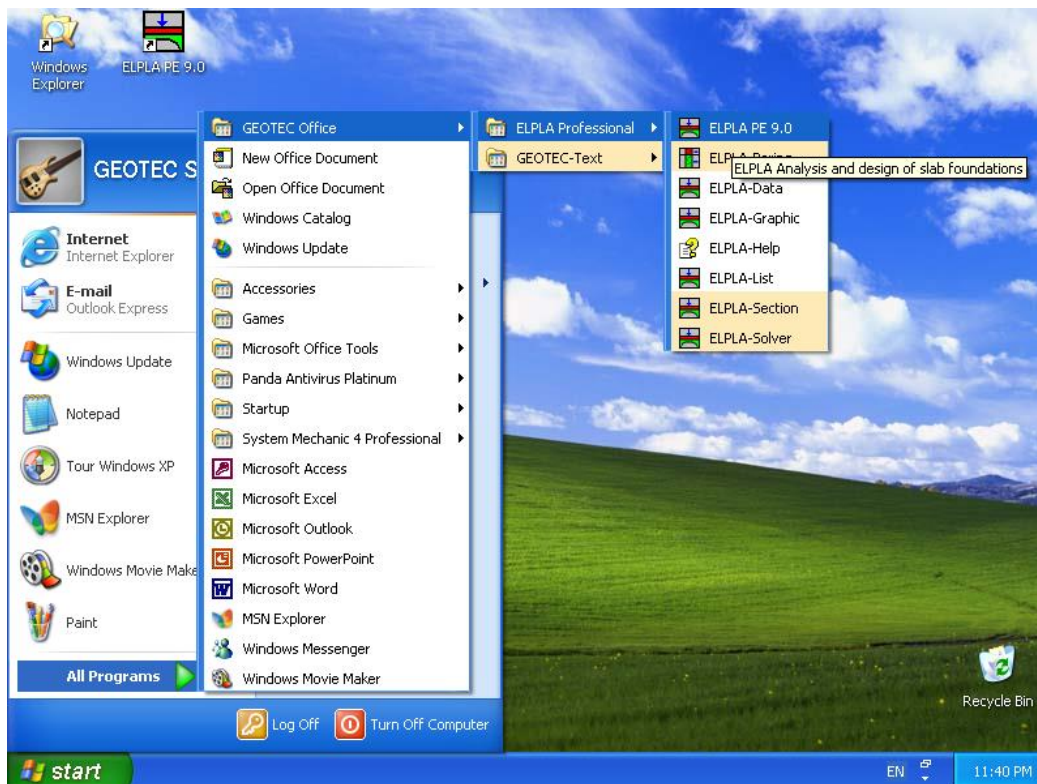 Windows
Explorer
ELPLA PE 9.0
GEOTEC S
Internet
Internet Explorer
E-mail
Outlook Express
Windows Update
Notepad
Tour Windows XP
MSN Explorer
Windows Movie Make
Paint
All Programs
GEOTEC Office
New Office Document
Open Office Document
Windows Catalog
Windows Update
Accessories
Games
Microsoft Office Tools
Panda Antivirus Platinum
Startup
System Mechanic 4 Professional
Microsoft Access
Microsoft Excel
Microsoft Outlook
Microsoft PowerPoint
Microsoft Word
MSN Explorer
Windows Messenger
Windows Movie Maker
ELPLA Professional
GEOTEC-Text
ELPLA PE 9.0
ELPLA Analysis and design of slab foundations
ELPLA-Data
ELPLA-Graphic
ELPLA-Help
ELPLA-List
ELPLA-Section
ELPLA-Solver
Recycle Bin
Log Off
Turn Off Computer
start
EN
11:40 PM